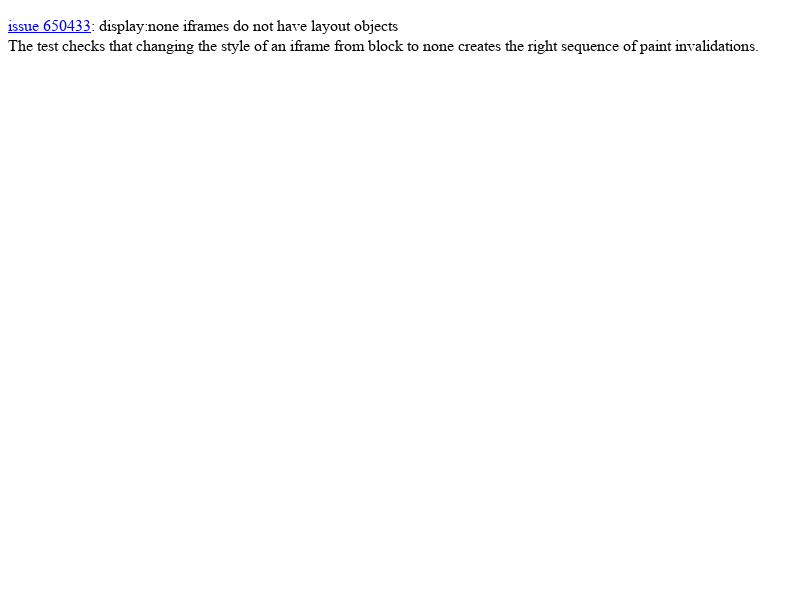 issue 650433: display:none iframes do not have layout objects
The test checks that changing the style of an iframe from block to none creates the right sequence of paint invalidations.